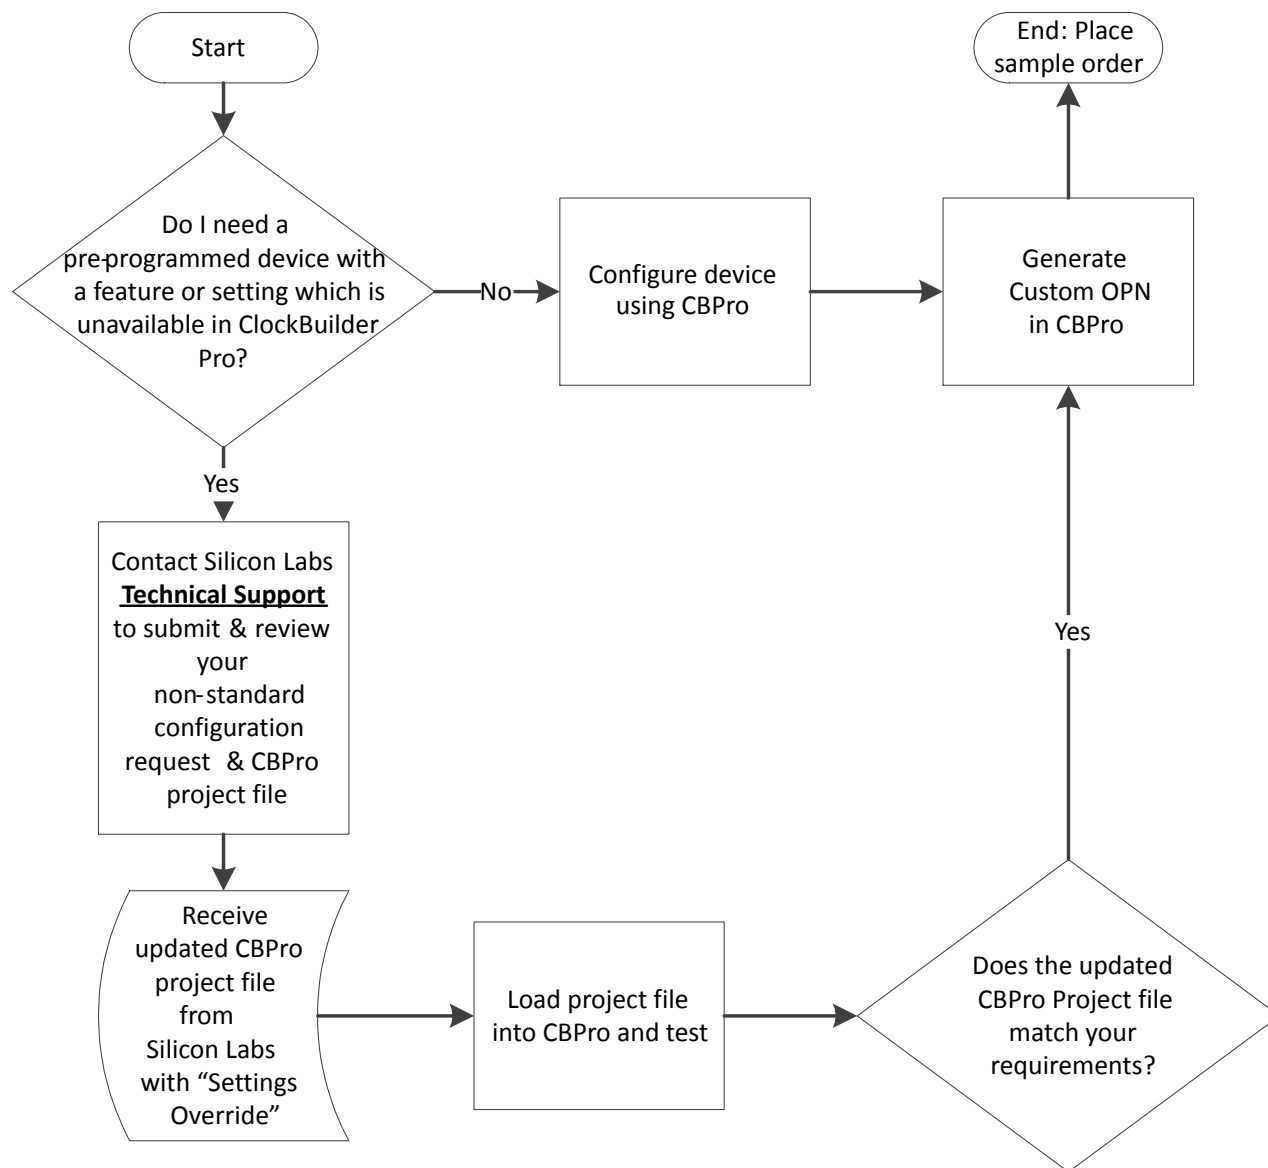 Start
End: Place
sample order
Do I need a
pre-programmed device with
a feature or setting which is
unavailable in ClockBuilder
Pro?
No
Configure device
using CBPro
Generate
Custom OPN
in CBPro
Yes
Contact Silicon Labs
Technical Support
to submit & review
your
non-standard
configuration
request & CBPro
project file
Yes
Receive
updated CBPro
project file
from
Silicon Labs
with “Settings
Override”
Load project file
into CBPro and test
Does the updated
CBPro Project file
match your
requirements?